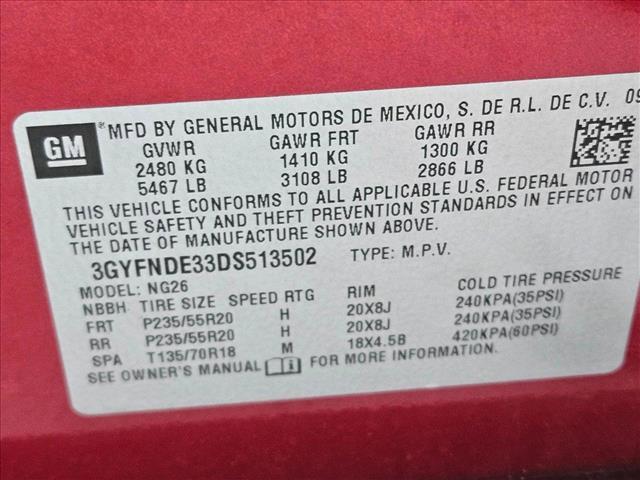 GM
® MFD BY GENERAL MOTORS DE MEXICO, S. DE R.L. DE C.V. 09
GVWR GAWR FRT GAWR RR
2480 KG 1410 KG 1300 KG
5467 LB 3108 LB 2866 LB
THIS VEHICLE CONFORMS TO ALL APPLICABLE U.S. FEDERAL MOTOR
VEHICLE SAFETY AND THEFT PREVENTION STANDARDS IN EFFECT ON
THE DATE OF MANUFACTURE SHOWN ABOVE.
3GYFNDE33DS513502 TYPE: M.P.V.
MODEL: NG26
NBBH TIRE SIZE SPEED RTG RIM COLD TIRE PRESSURE
FRT P235/55R20 H 20X8J 240KPA(35PSI)
RR P235/55R20 H 20X8J 240KPA(35PSI)
SPA T135/70R18 M 18X4.5B 420KPA(60PSI)
SEE OWNER'S MANUAL i FOR MORE INFORMATION.